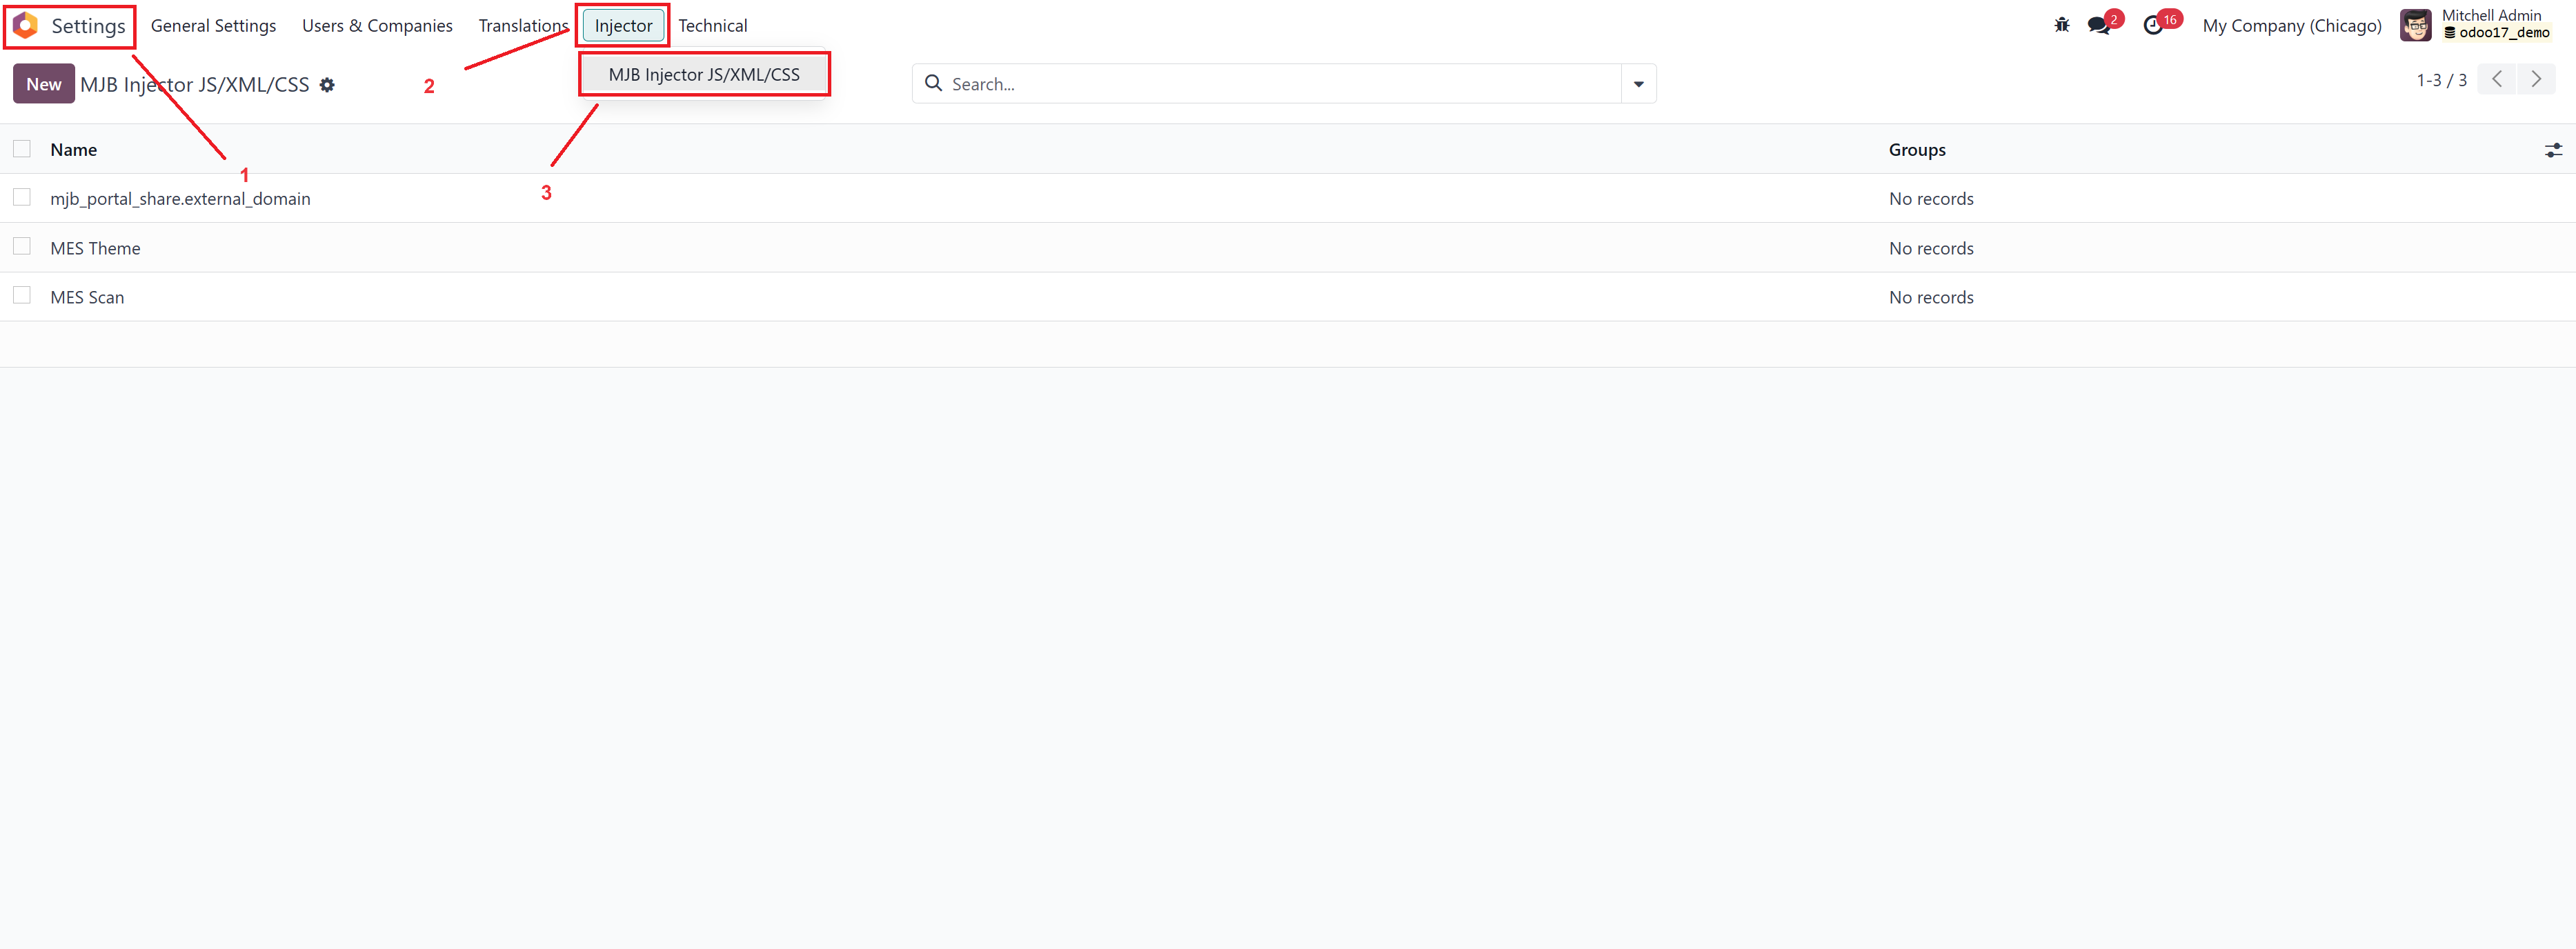 Settings General Settings Users & Companies Translations Injector Technical 2 16 My Company (Chicago) Mitchell Admin
odoo17_demo
New MJB Injector JS/XML/CSS 2 MJB Injector JS/XML/CSS Search... 1-3 / 3
Name Groups
1
3
mjb_portal_share.external_domain No records
MES Theme No records
MES Scan No records